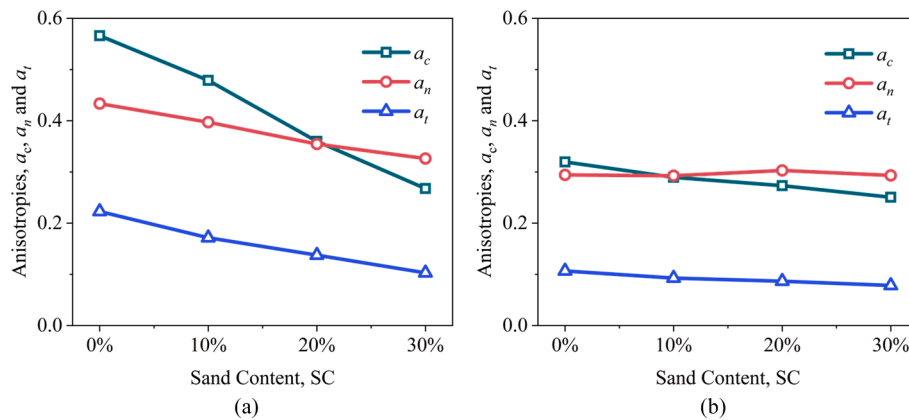 0.6
0.4
0.2
0.0
Anisotropies, a_c, a_n and a_t
a_c
a_n
a_t
0%
10%
20%
30%
Sand Content, SC
(a)
0.6
0.4
0.2
0.0
Anisotropies, a_c, a_n and a_t
a_c
a_n
a_t
0%
10%
20%
30%
Sand Content, SC
(b)